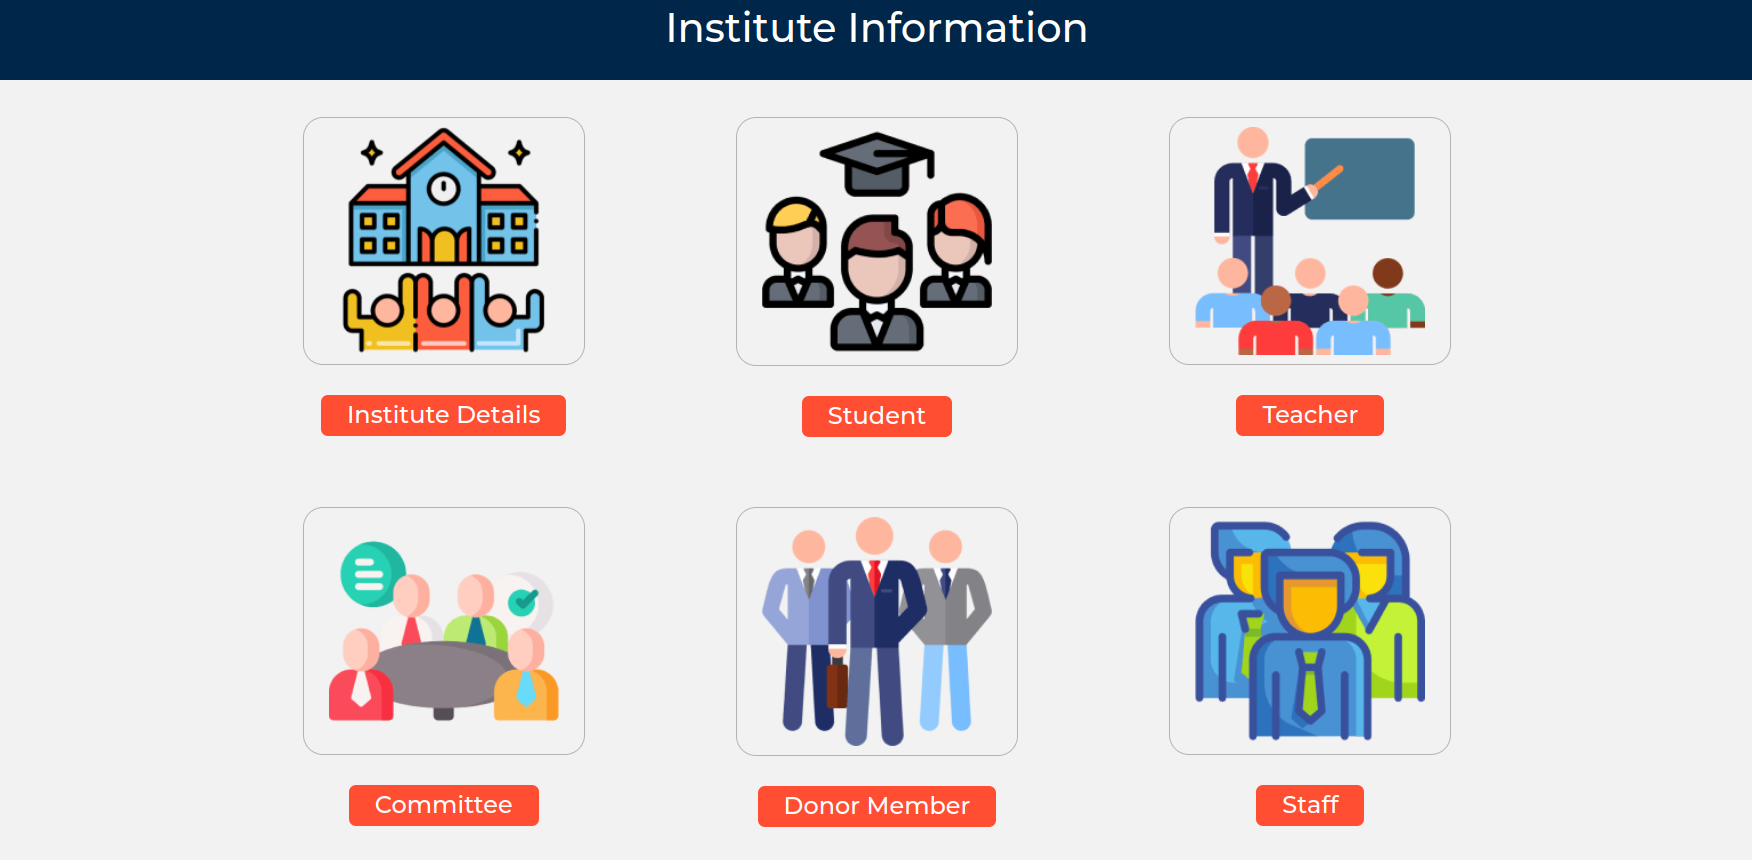 Institute Information
Institute Details
Student
Teacher
Committee
Donor Member
Staff